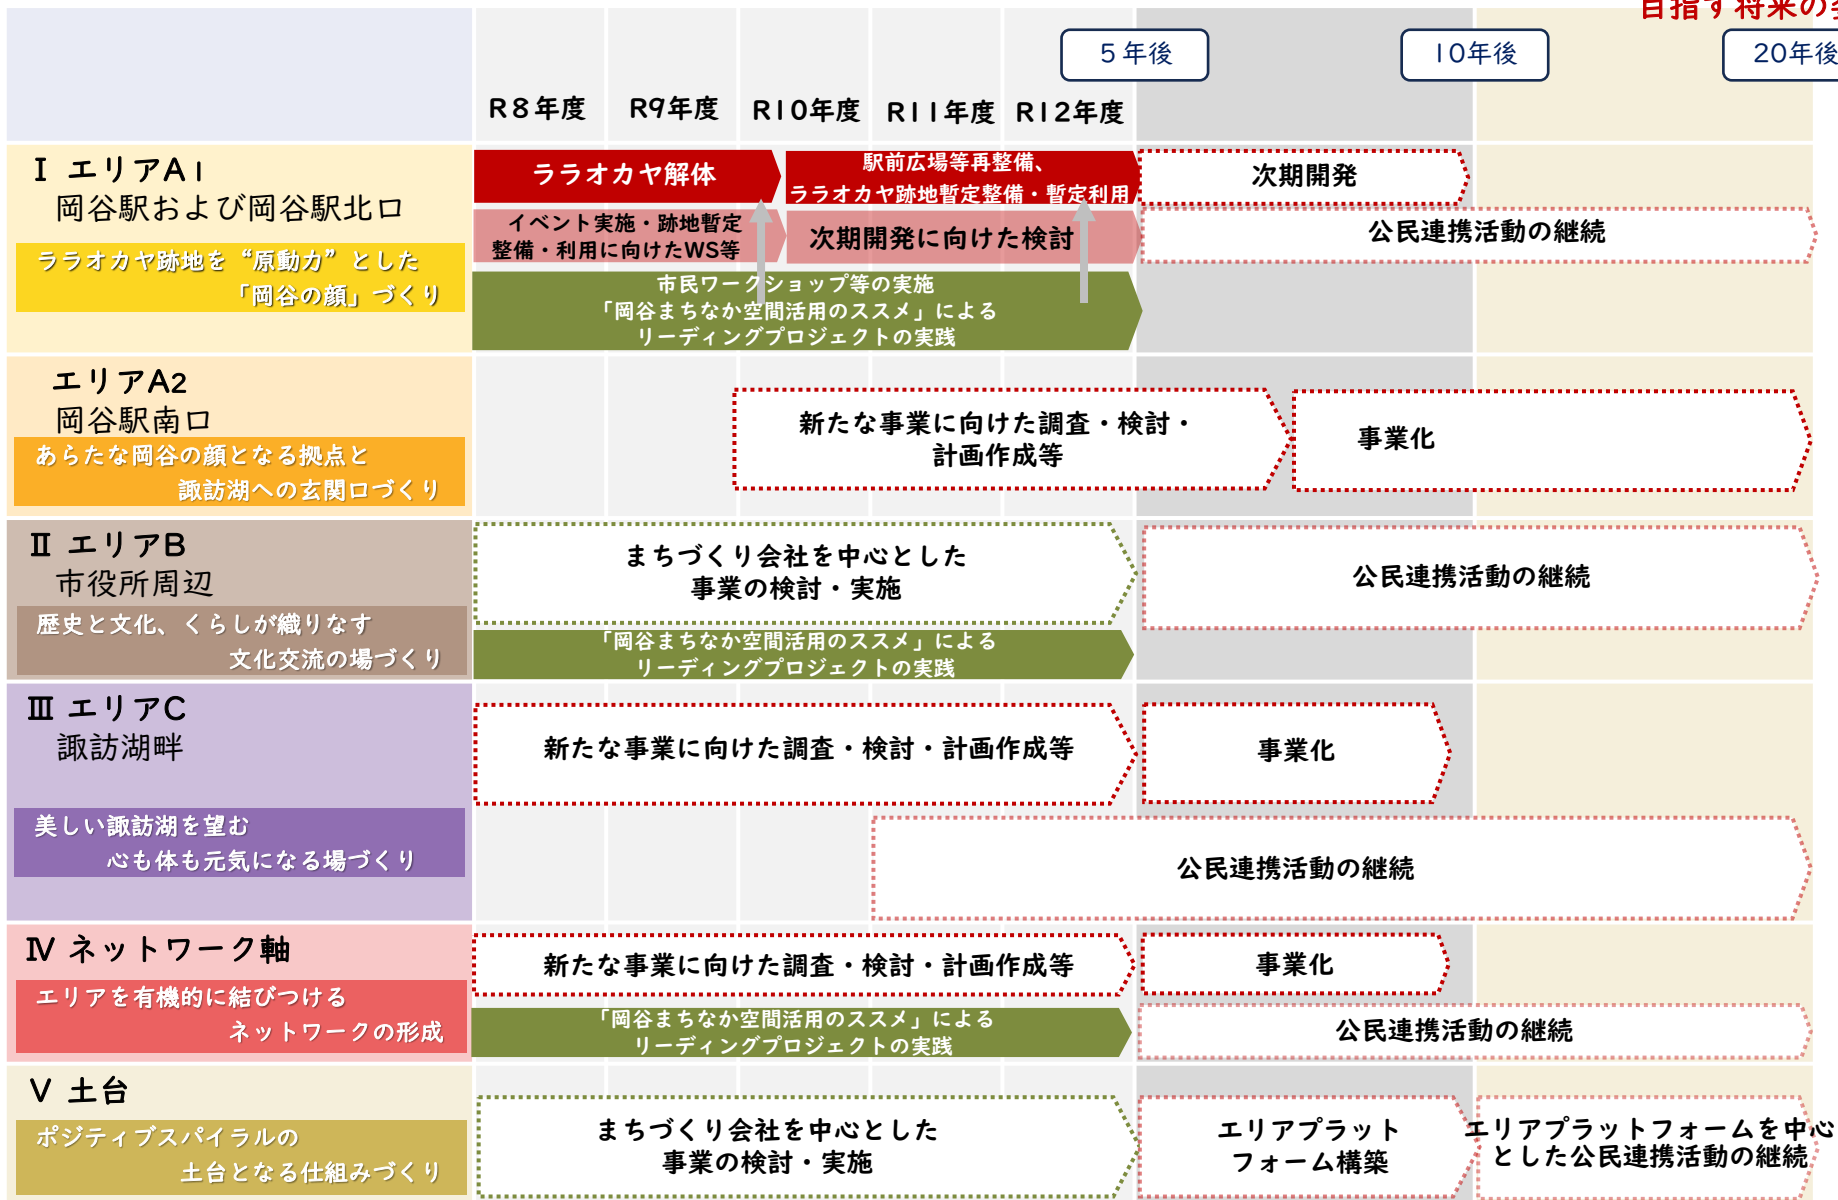 目指す将来の
5年後
10年後
20年後
R8年度
R9年度
R10年度
R11年度
R12年度
Ⅰ エリアA1
岡谷駅および岡谷駅北口
ララオカヤ跡地を“原動力”とした
「岡谷の顔」づくり
ララオカヤ解体
駅前広場等再整備、
ララオカヤ跡地暫定整備・暫定利用
次期開発
イベント実施・跡地暫定
整備・利用に向けたWS等
次期開発に向けた検討
公民連携活動の継続
市民ワークショップ等の実施
「岡谷まちなか空間活用のススメ」による
リーディングプロジェクトの実践
エリアA2
岡谷駅南口
あらたな岡谷の顔となる拠点と
諏訪湖への玄関口づくり
新たな事業に向けた調査・検討・
計画作成等
事業化
Ⅱ エリアB
市役所周辺
歴史と文化、くらしが織りなす
文化交流の場づくり
まちづくり会社を中心とした
事業の検討・実施
公民連携活動の継続
「岡谷まちなか空間活用のススメ」による
リーディングプロジェクトの実践
Ⅲ エリアC
諏訪湖畔
美しい諏訪湖を望む
心も体も元気になる場づくり
新たな事業に向けた調査・検討・計画作成等
事業化
公民連携活動の継続
Ⅳ ネットワーク軸
エリアを有機的に結びつける
ネットワークの形成
新たな事業に向けた調査・検討・計画作成等
事業化
「岡谷まちなか空間活用のススメ」による
リーディングプロジェクトの実践
公民連携活動の継続
Ⅴ 土台
ポジティブスパイラルの
土台となる仕組みづくり
まちづくり会社を中心とした
事業の検討・実施
エリアプラット
フォーム構築
エリアプラットフォームを中心
とした公民連携活動の継続